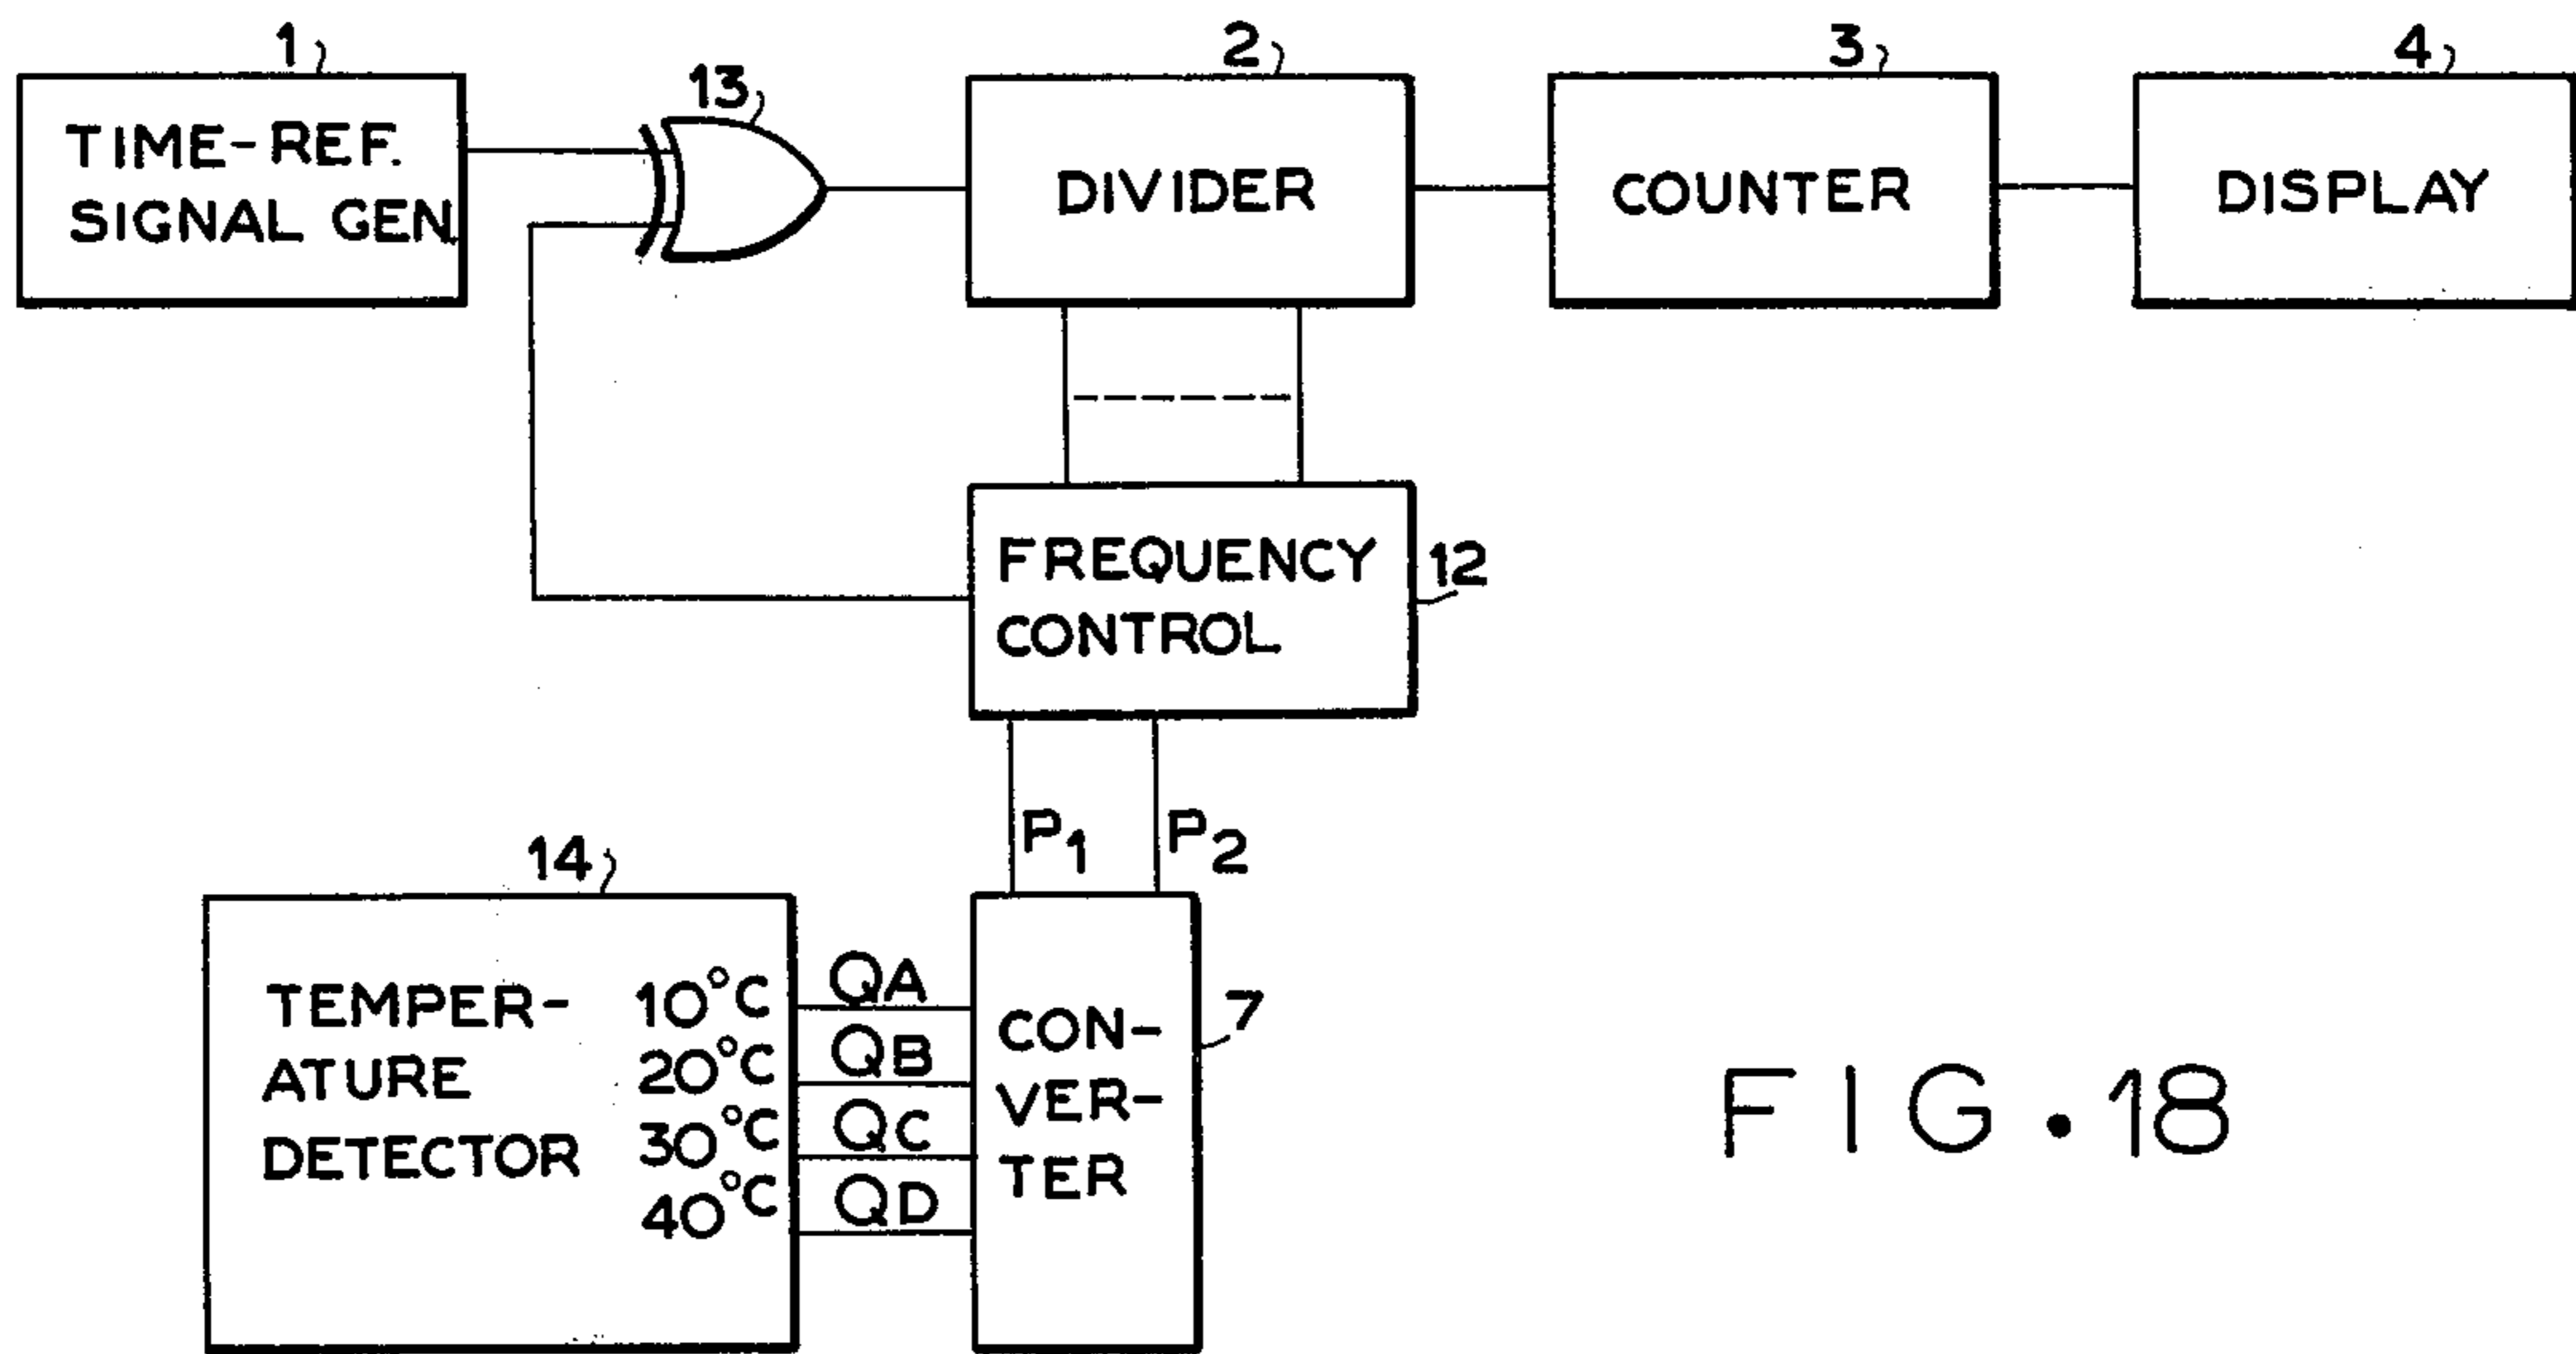 1
TIME-REF.
SIGNAL GEN.
13
2
DIVIDER
3
COUNTER
4
DISPLAY
FREQUENCY
CONTROL
12
P1
P2
14
TEMPER-
ATURE
DETECTOR
10°C
20°C
30°C
40°C
QA
QB
QC
QD
CON-
VER-
TER
7
FIG.18